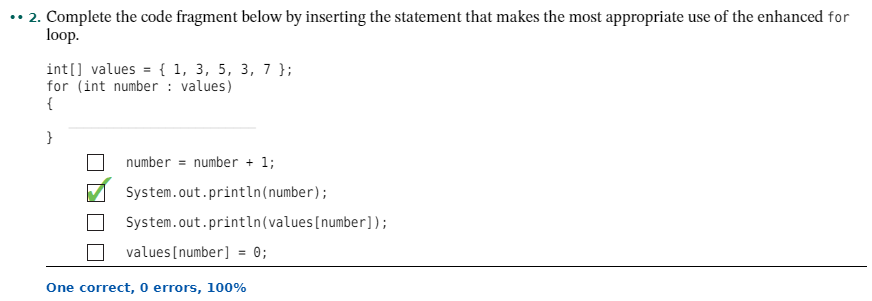 •• 2. Complete the code fragment below by inserting the statement that makes the most appropriate use of the enhanced for
loop.
int[] values = { 1, 3, 5, 3, 7 };
for (int number : values)
{
}
number = number + 1;
System.out.println(number);
System.out.println(values[number]);
values[number] = 0;
One correct, 0 errors, 100%